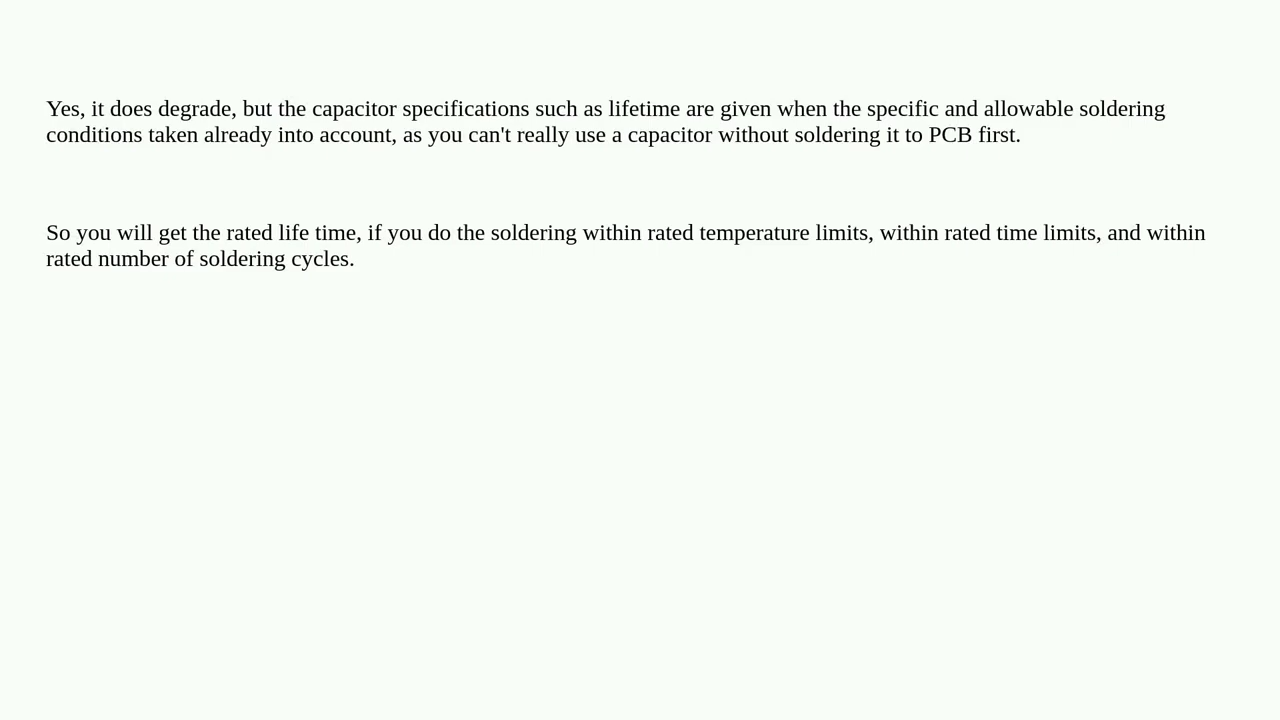 Yes, it does degrade, but the capacitor specifications such as lifetime are given when the specific and allowable soldering
conditions taken already into account, as you can't really use a capacitor without soldering it to PCB first.
So you will get the rated life time, if you do the soldering within rated temperature limits, within rated time limits, and within
rated number of soldering cycles.